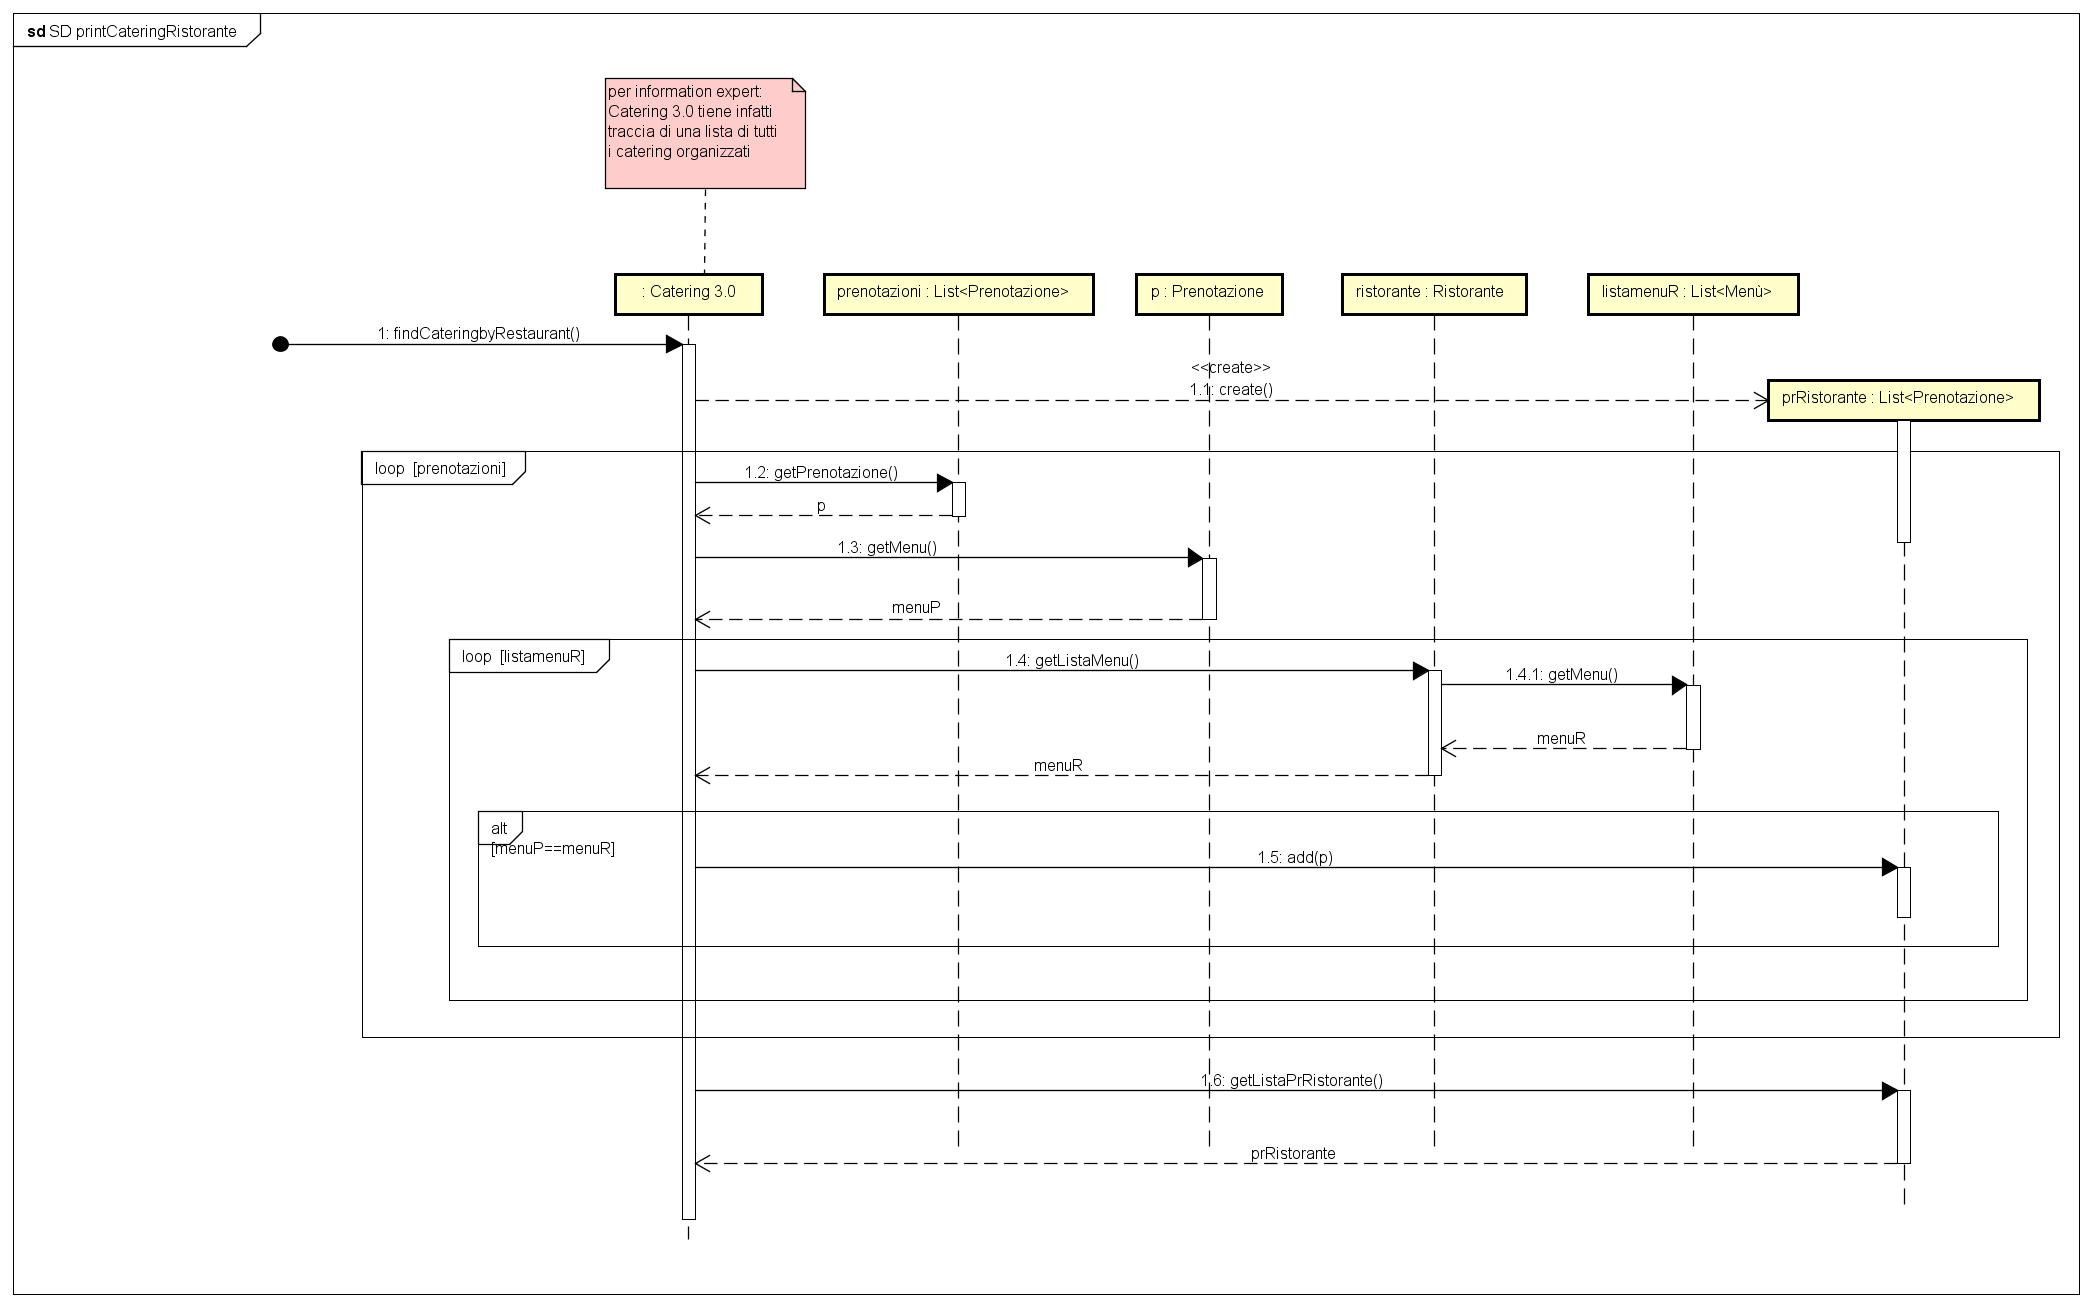 sd SD printCateringRistorante
per information expert:
Catering 3.0 tiene infatti
traccia di una lista di tutti
i catering organizzati
: Catering 3.0
prenotazioni : List<Prenotazione>
p : Prenotazione
ristorante : Ristorante
listamenuR : List<Menù>
1: findCateringbyRestaurant()
<<create>>
1.1: create()
prRistorante : List<Prenotazione>
loop [prenotazioni]
1.2: getPrenotazione()
p
1.3: getMenu()
menuP
loop [listamenuR]
1.4: getListaMenu()
1.4.1: getMenu()
menuR
menuR
alt
[menuP==menuR]
1.5: add(p)
1.6: getListaPrRistorante()
prRistorante